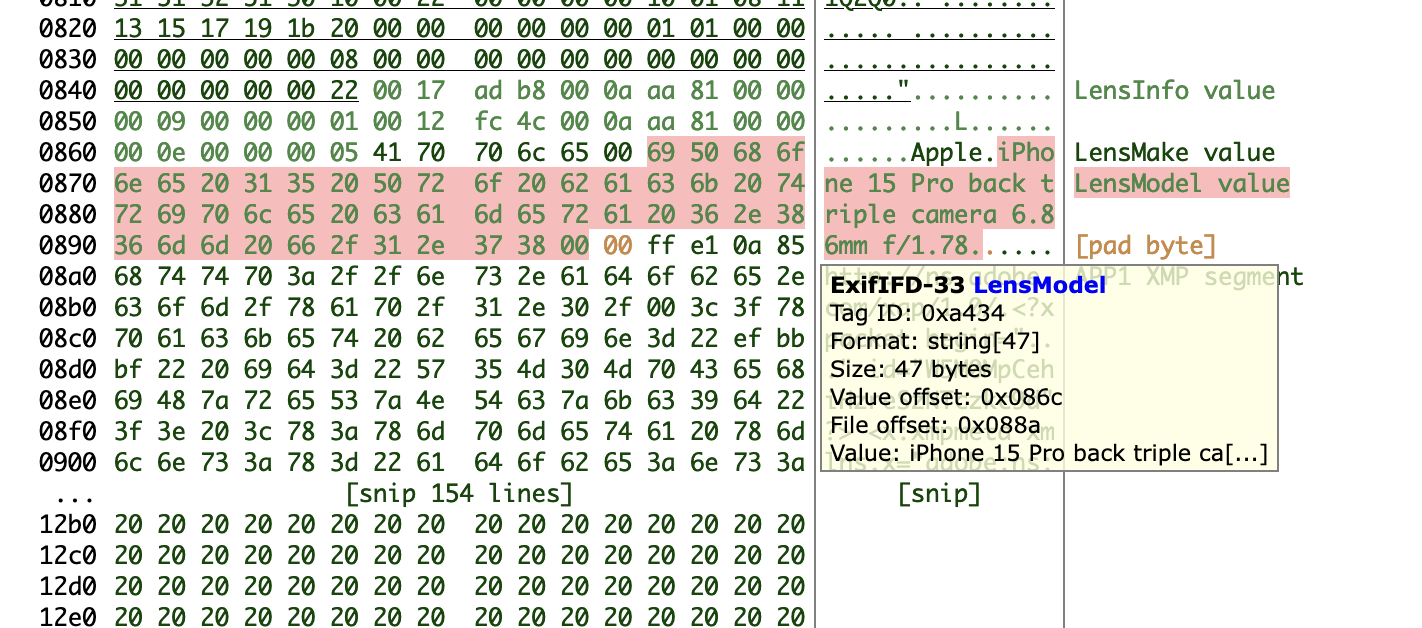 0820 13 15 17 19 1b 20 00 00 00 00 00 00 01 01 00 00 ..... ..........
0830 00 00 00 00 00 08 00 00 00 00 00 00 00 00 00 00 ................
0840 00 00 00 00 00 22 00 17 ad b8 00 0a aa 81 00 00 .....".......... LensInfo value
0850 00 09 00 00 00 01 00 12 fc 4c 00 0a aa 81 00 00 .........L......
0860 00 0e 00 00 00 05 41 70 70 6c 65 00 69 50 68 6f ......Apple.iPho LensMake value
0870 6e 65 20 31 35 20 50 72 6f 20 62 61 63 6b 20 74 ne 15 Pro back t LensModel value
0880 72 69 70 6c 65 20 63 61 6d 65 72 61 20 36 2e 38 riple camera 6.8
0890 36 6d 6d 20 66 2f 31 2e 37 38 00 00 ff e1 0a 85 6mm f/1.78...... [pad byte]
08a0 68 74 74 70 3a 2f 2f 6e 73 2e 61 64 6f 62 65 2e http://ns.adobe. APP1 XMP segment
08b0 63 6f 6d 2f 78 61 70 2f 31 2e 30 2f 00 3c 3f 78
08c0 70 61 63 6b 65 74 20 62 65 67 69 6e 3d 22 ef bb
08d0 bf 22 20 69 64 3d 22 57 35 4d 30 4d 70 43 65 68
08e0 69 48 7a 72 65 53 7a 4e 54 63 7a 6b 63 39 64 22
08f0 3f 3e 20 3c 78 3a 78 6d 70 6d 65 74 61 20 78 6d
0900 6c 6e 73 3a 78 3d 22 61 64 6f 62 65 3a 6e 73 3a
ExifIFD-33 LensModel
Tag ID: 0xa434
Format: string[47]
Size: 47 bytes
Value offset: 0x086c
File offset: 0x088a
Value: iPhone 15 Pro back triple ca[...]
... [snip 154 lines] [snip]
12b0 20 20 20 20 20 20 20 20 20 20 20 20 20 20 20 20
12c0 20 20 20 20 20 20 20 20 20 20 20 20 20 20 20 20
12d0 20 20 20 20 20 20 20 20 20 20 20 20 20 20 20 20
12e0 20 20 20 20 20 20 20 20 20 20 20 20 20 20 20 20